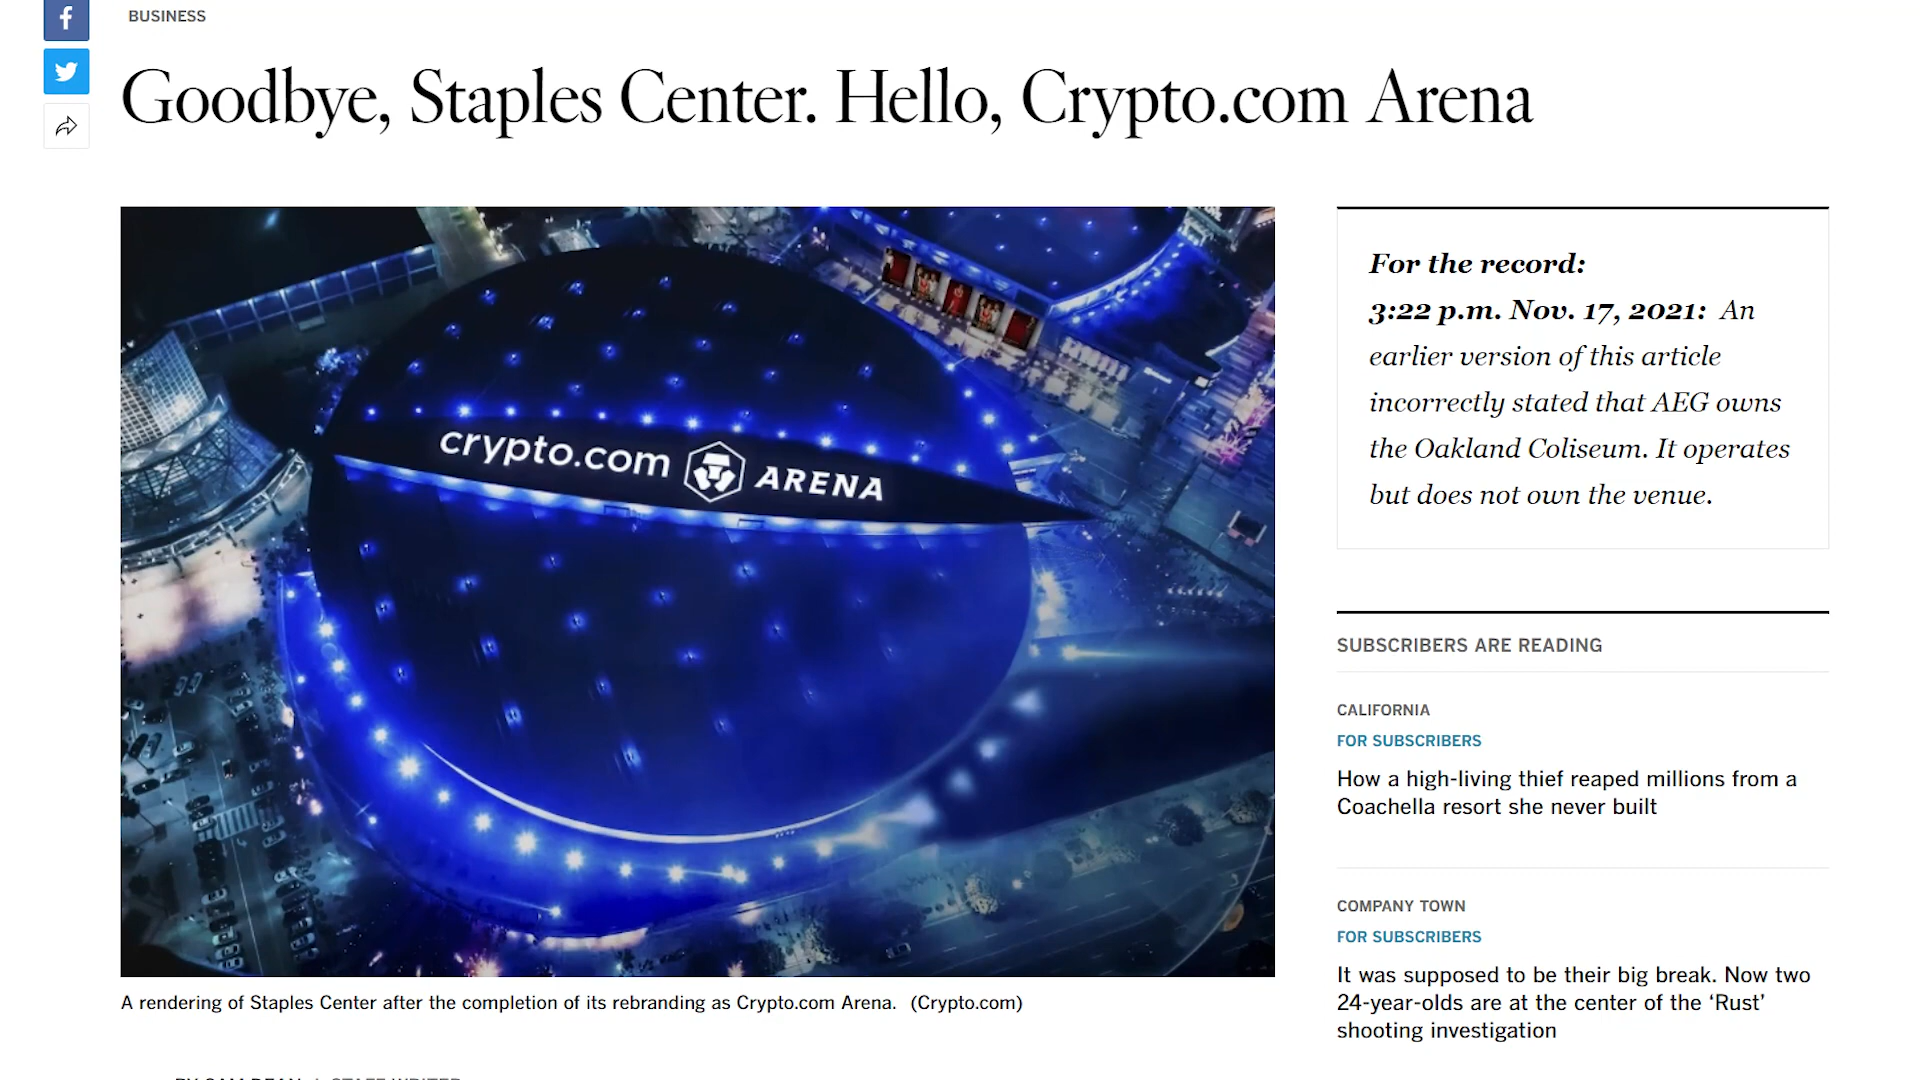 BUSINESS
Goodbye, Staples Center. Hello, Crypto.com Arena
crypto.com ARENA
A rendering of Staples Center after the completion of its rebranding as Crypto.com Arena. (Crypto.com)
For the record:
3:22 p.m. Nov. 17, 2021: An
earlier version of this article
incorrectly stated that AEG owns
the Oakland Coliseum. It operates
but does not own the venue.
SUBSCRIBERS ARE READING
CALIFORNIA
FOR SUBSCRIBERS
How a high-living thief reaped millions from a
Coachella resort she never built
COMPANY TOWN
FOR SUBSCRIBERS
It was supposed to be their big break. Now two
24-year-olds are at the center of the ‘Rust’
shooting investigation